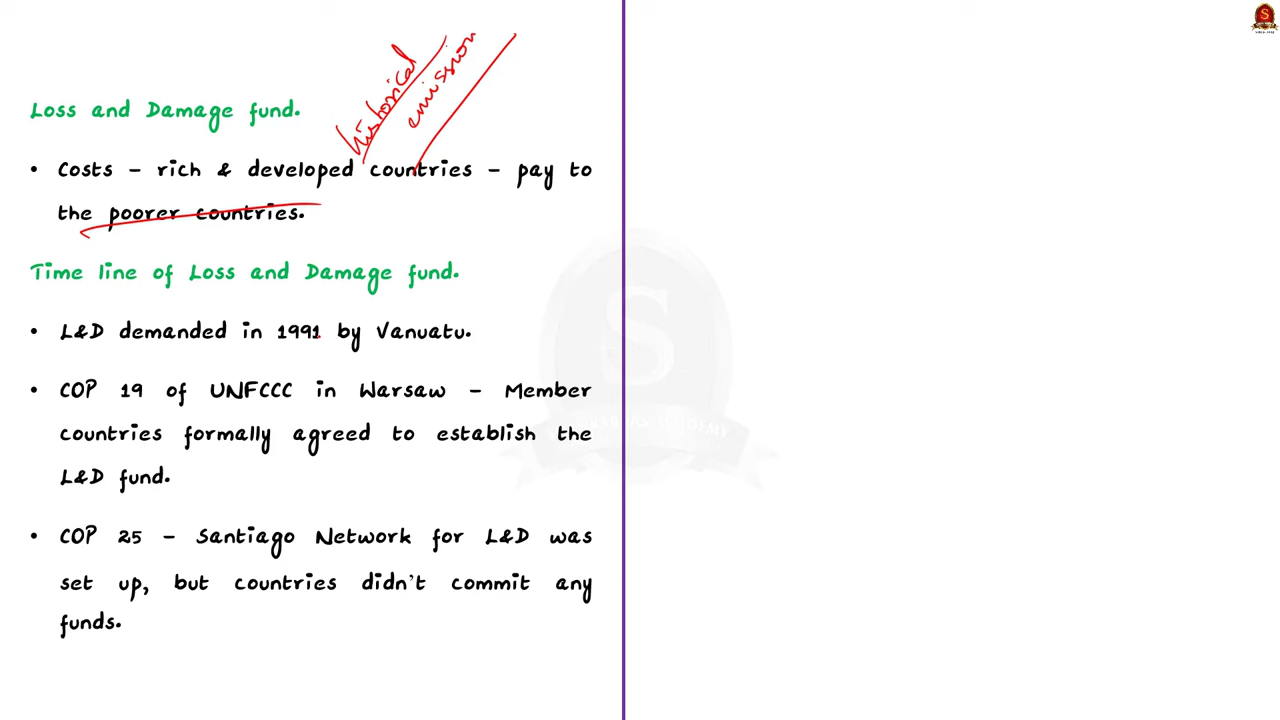 historical
emission
Loss and Damage fund.
• Costs – rich & developed countries – pay to
the poorer countries.
Time line of Loss and Damage fund.
• L&D demanded in 1991 by Vanuatu.
• COP 19 of UNFCCC in Warsaw – Member
countries formally agreed to establish the
L&D fund.
• COP 25 – Santiago Network for L&D was
set up, but countries didn't commit any
funds.